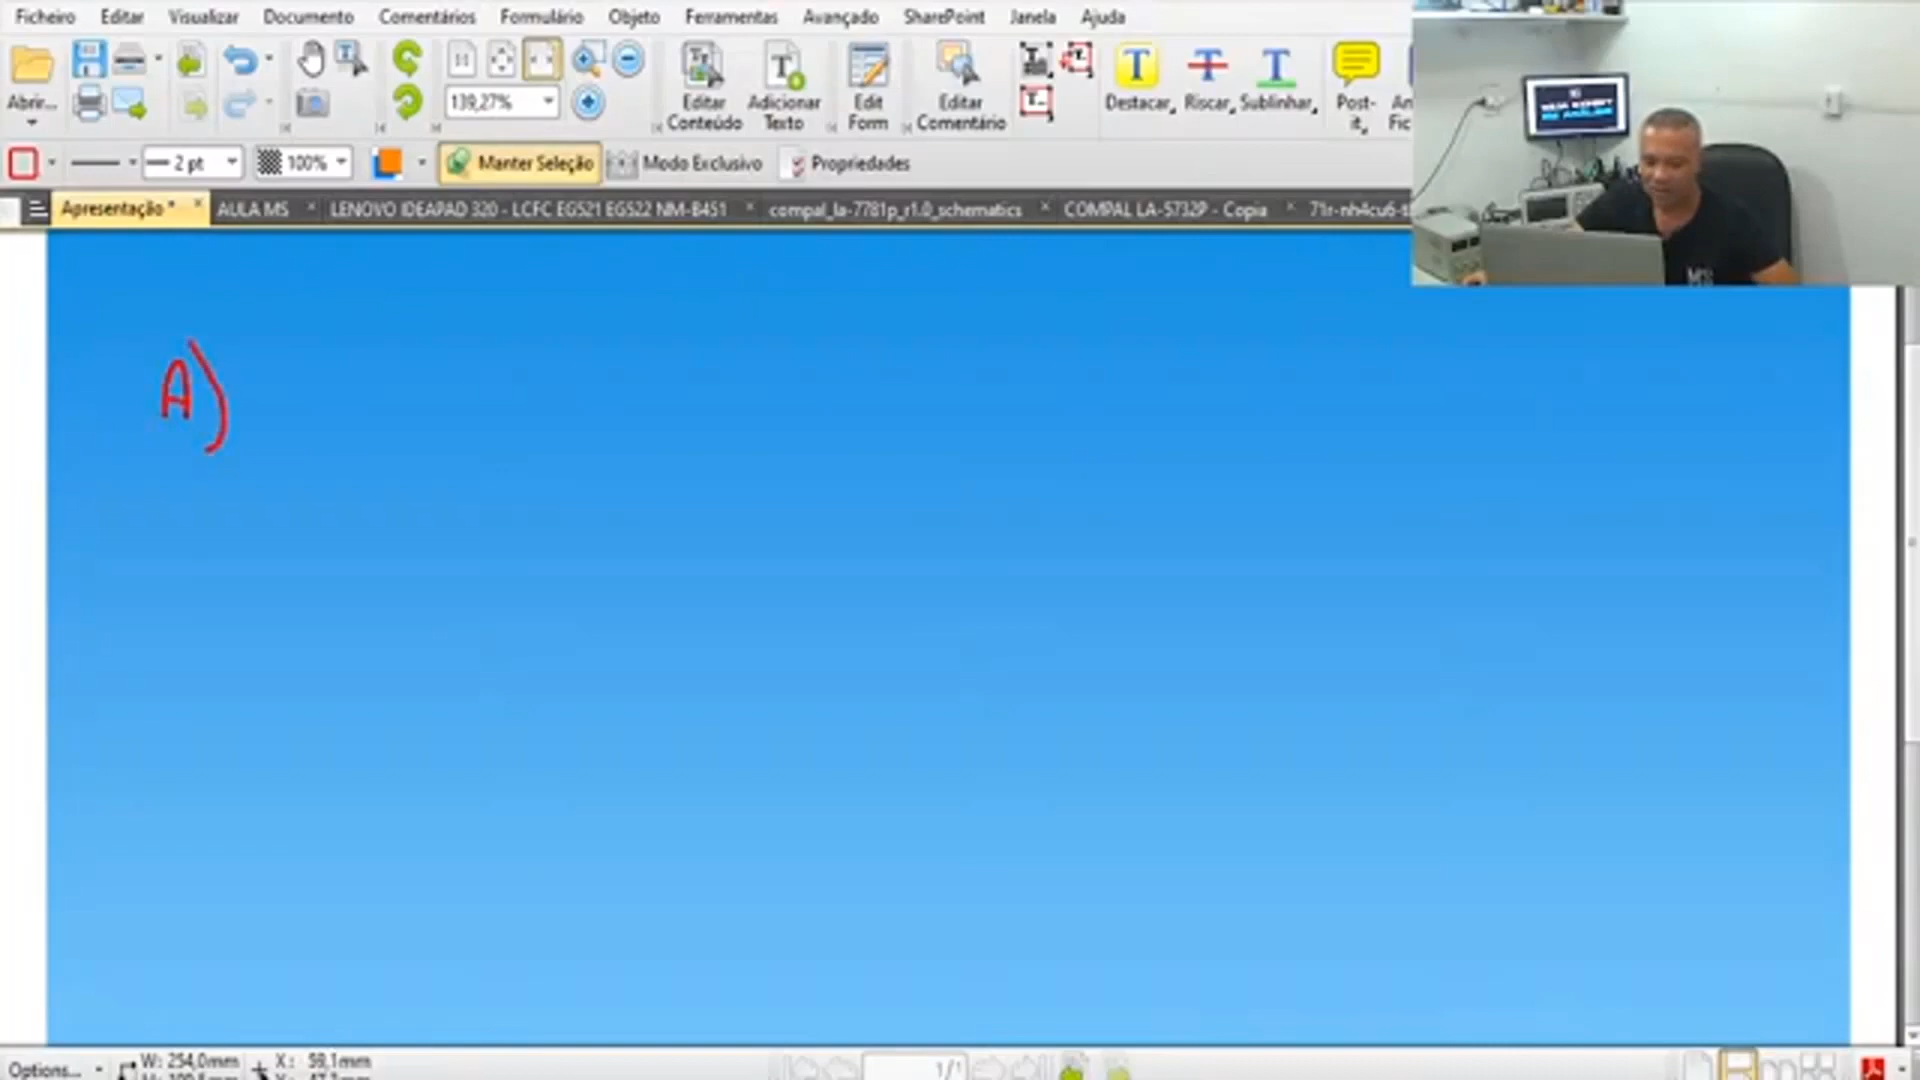 Ficheiro Editar Visualizar Documento Comentários Formulário Objeto Ferramentas Avançado SharePoint Janela Ajuda
Abrir...
139,27%
Editar Conteúdo
Adicionar Texto
Edit Form
Editar Comentário
Destacar
Riscar
Sublinhar
Post-it
An
Fic
2 pt
100%
Manter Seleção
Modo Exclusivo
Propriedades
Apresentação *
AULA MS
LENOVO IDEAPAD 320 - LCFC EG521 EG522 NM-B451
compal_la-7781p_r1.0_schematics
COMPAL LA-5732P - Copia
MS
A)
Options...
W: 254,0mm
X: 59,1mm
1/1